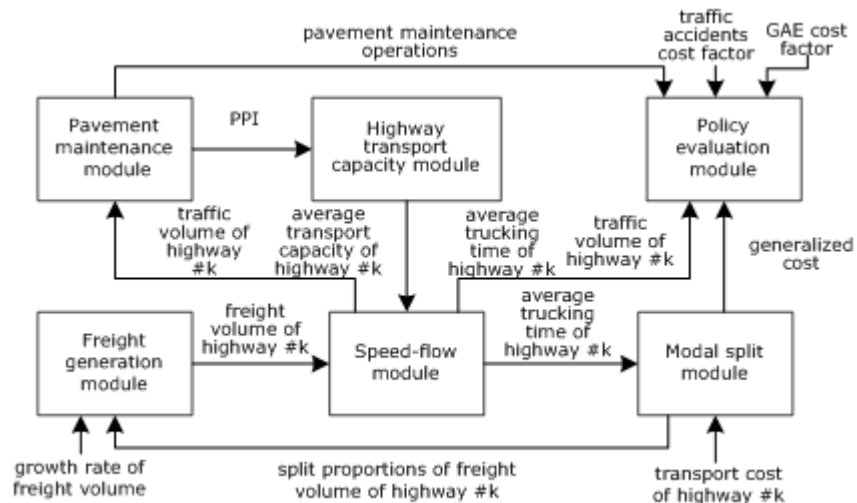 pavement maintenance
operations
traffic
accidents
cost factor
GAE cost
factor
Pavement
maintenance
module
PPI
Highway
transport
capacity module
Policy
evaluation
module
traffic
volume of
highway
#k
average
transport
capacity of
highway #k
average
trucking
time of
highway #k
traffic
volume of
highway #k
generalized
cost
Freight
generation
module
freight
volume of
highway #k
Speed-flow
module
average
trucking
time of
highway #k
Modal split
module
growth rate of
freight volume
split proportions of freight
volume of highway #k
transport cost
of highway #k